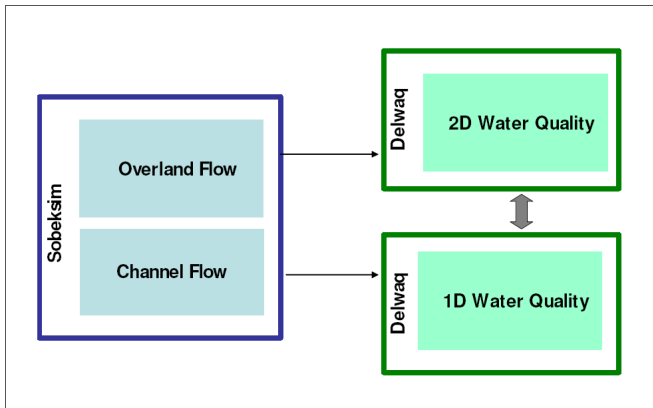 Sobeksim
Overland Flow
Channel Flow
Delwaq
2D Water Quality
Delwaq
1D Water Quality